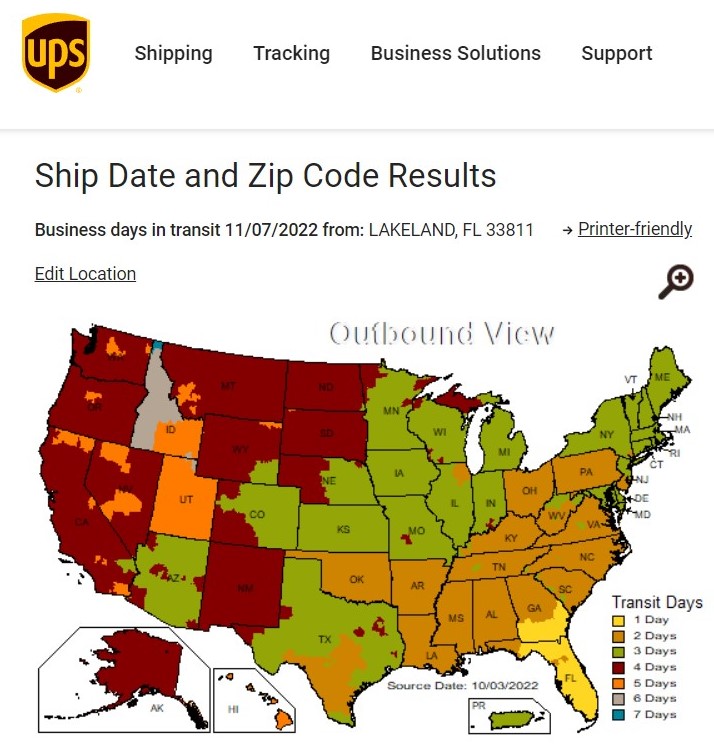 ups
Shipping Tracking Business Solutions Support
Ship Date and Zip Code Results
Business days in transit 11/07/2022 from: LAKELAND, FL 33811 → Printer-friendly
Edit Location
Outbound View
WA
MT
ND
OR
ID
WY
SD
MN
WI
MI
VT
ME
NH
MA
NY
RI
CT
NV
UT
NE
IA
PA
NJ
CO
IL
IN
OH
DE
MD
CA
KS
MO
WV
VA
KY
AZ
NM
OK
AR
TN
NC
MS
AL
GA
SC
TX
LA
FL
Transit Days
1 Day
2 Days
3 Days
4 Days
5 Days
6 Days
7 Days
AK
HI
Source Date: 10/03/2022
PR